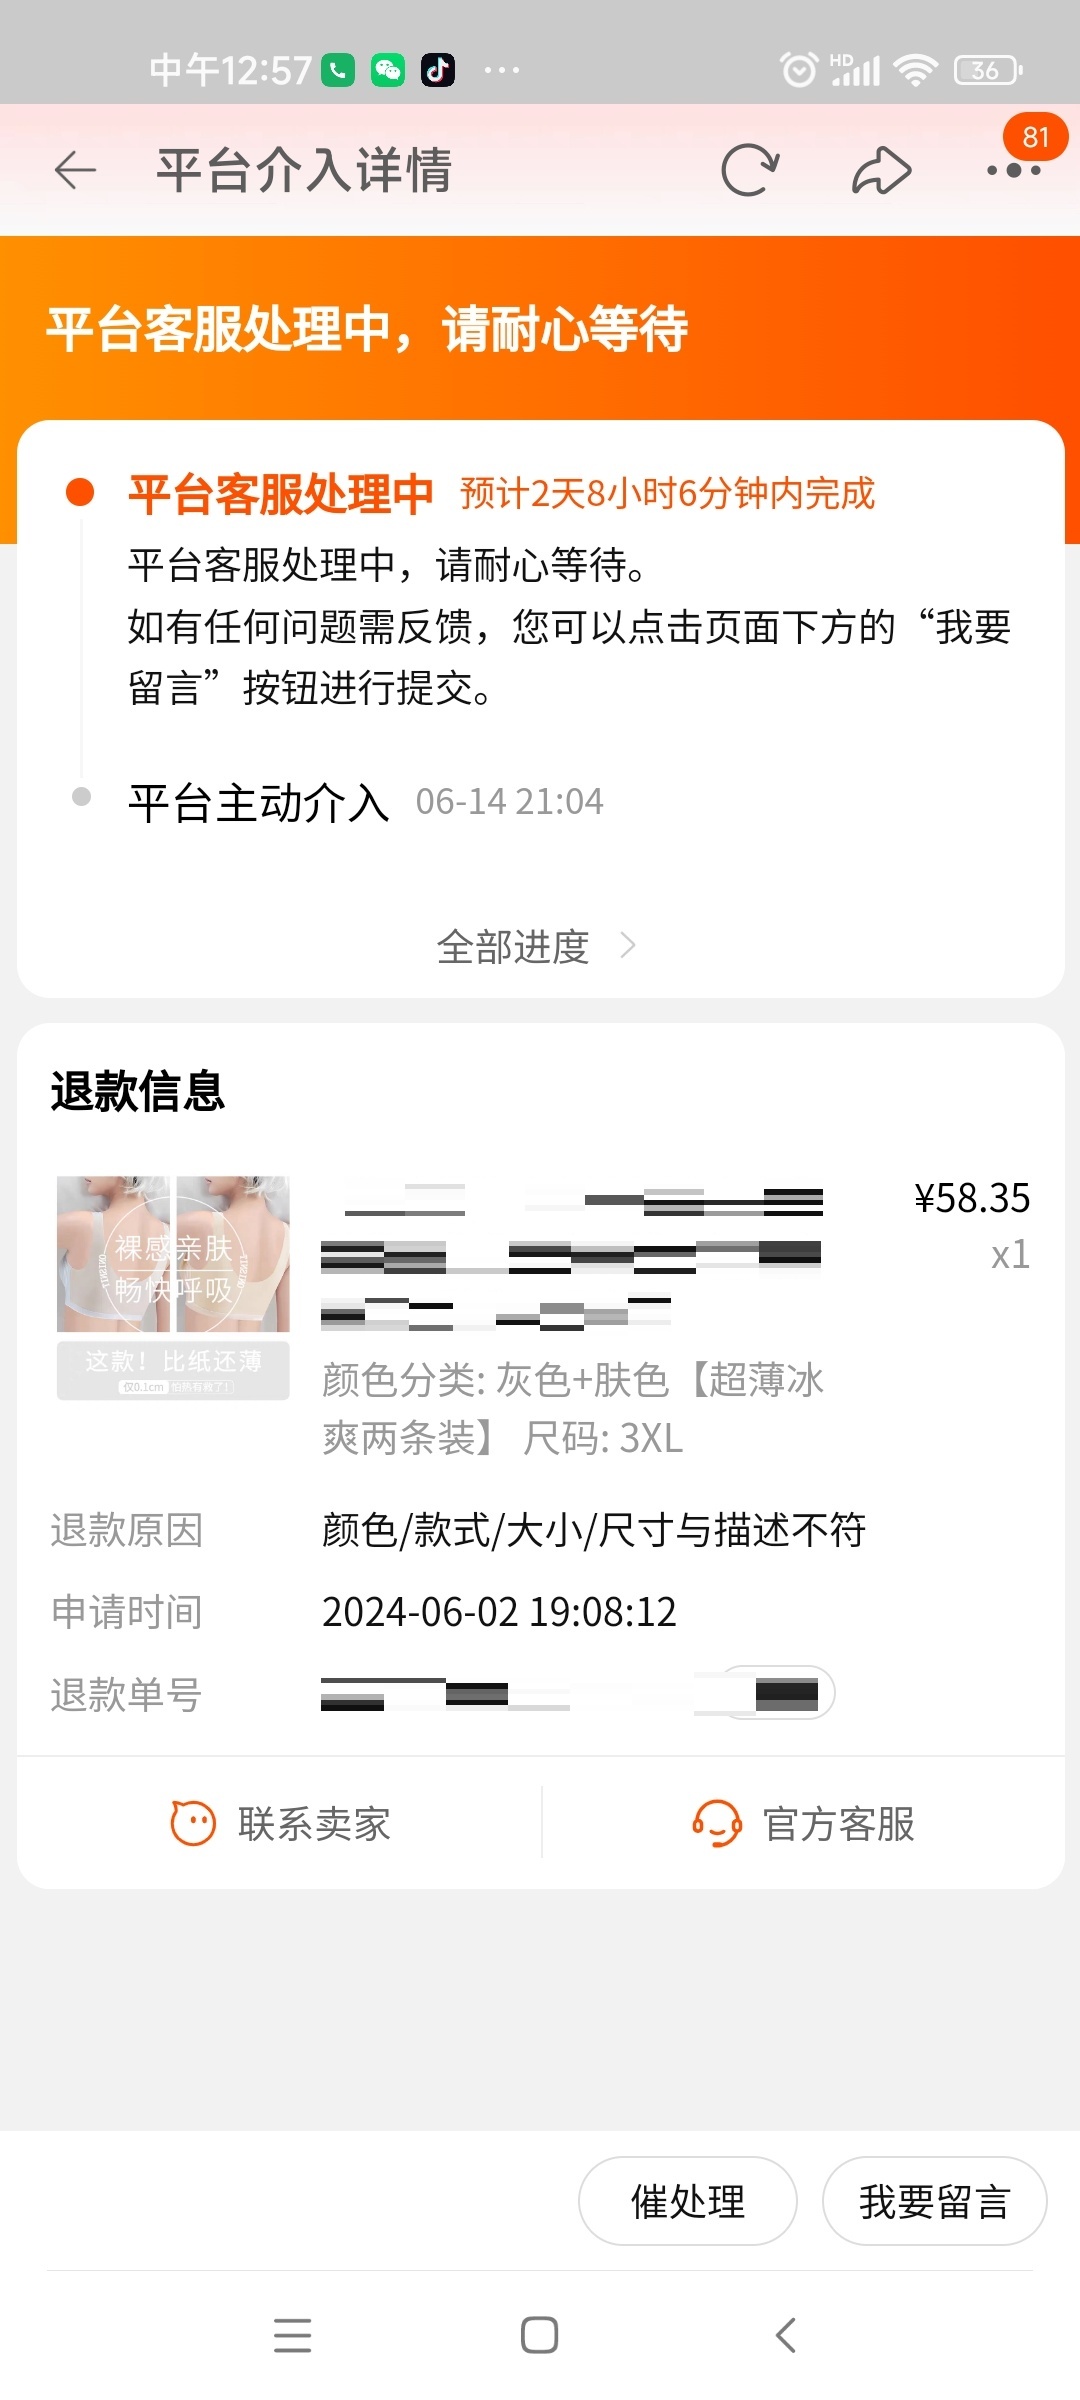 中午12:57
HD
36
平台介入详情
81
平台客服处理中，请耐心等待
平台客服处理中 预计2天8小时6分钟内完成
平台客服处理中，请耐心等待。
如有任何问题需反馈，您可以点击页面下方的“我要
留言”按钮进行提交。
平台主动介入 06-14 21:04
全部进度
退款信息
¥58.35
x1
裸感亲肤
畅快呼吸
这款！比纸还薄
仅0.1cm 怕热有救了！
颜色分类: 灰色+肤色【超薄冰
爽两条装】 尺码: 3XL
退款原因 颜色/款式/大小/尺寸与描述不符
申请时间 2024-06-02 19:08:12
退款单号
联系卖家 官方客服
催处理 我要留言